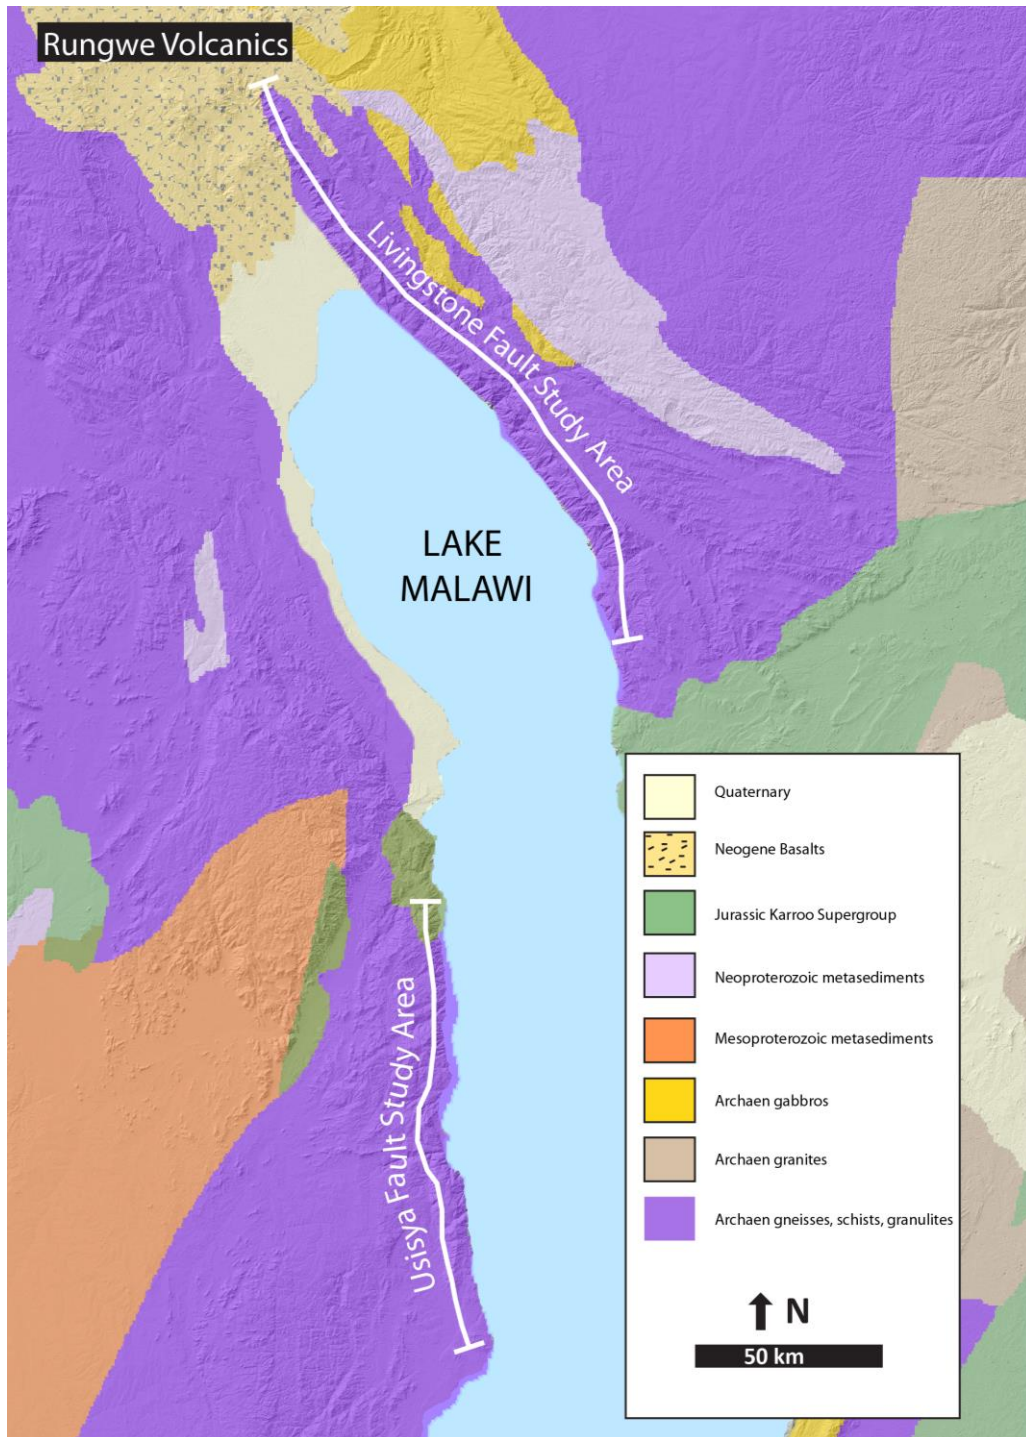 Rungwe Volcanics
Livingstone Fault Study Area
LAKE
MALAWI
Usisya Fault Study Area
Quaternary
Neogene Basalts
Jurassic Karroo Supergroup
Neoproterozoic metasediments
Mesoproterozoic metasediments
Archaen gabbros
Archaen granites
Archaen gneisses, schists, granulites
N
50 km